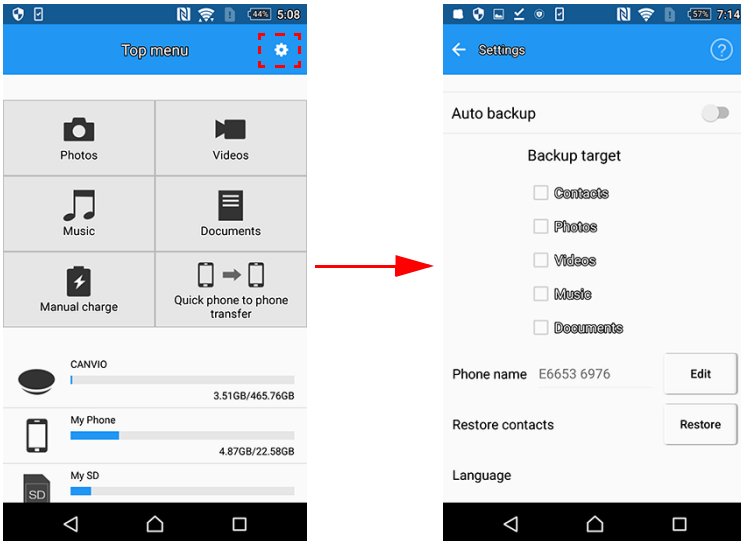 44% 5:08
Top menu
Photos
Videos
Music
Documents
Manual charge
Quick phone to phone
transfer
CANVIO
3.51GB/465.76GB
My Phone
4.87GB/22.58GB
My SD
SD
57% 7:14
Settings
?
Auto backup
Backup target
Contacts
Photos
Videos
Music
Documents
Phone name E6653 6976 Edit
Restore contacts Restore
Language